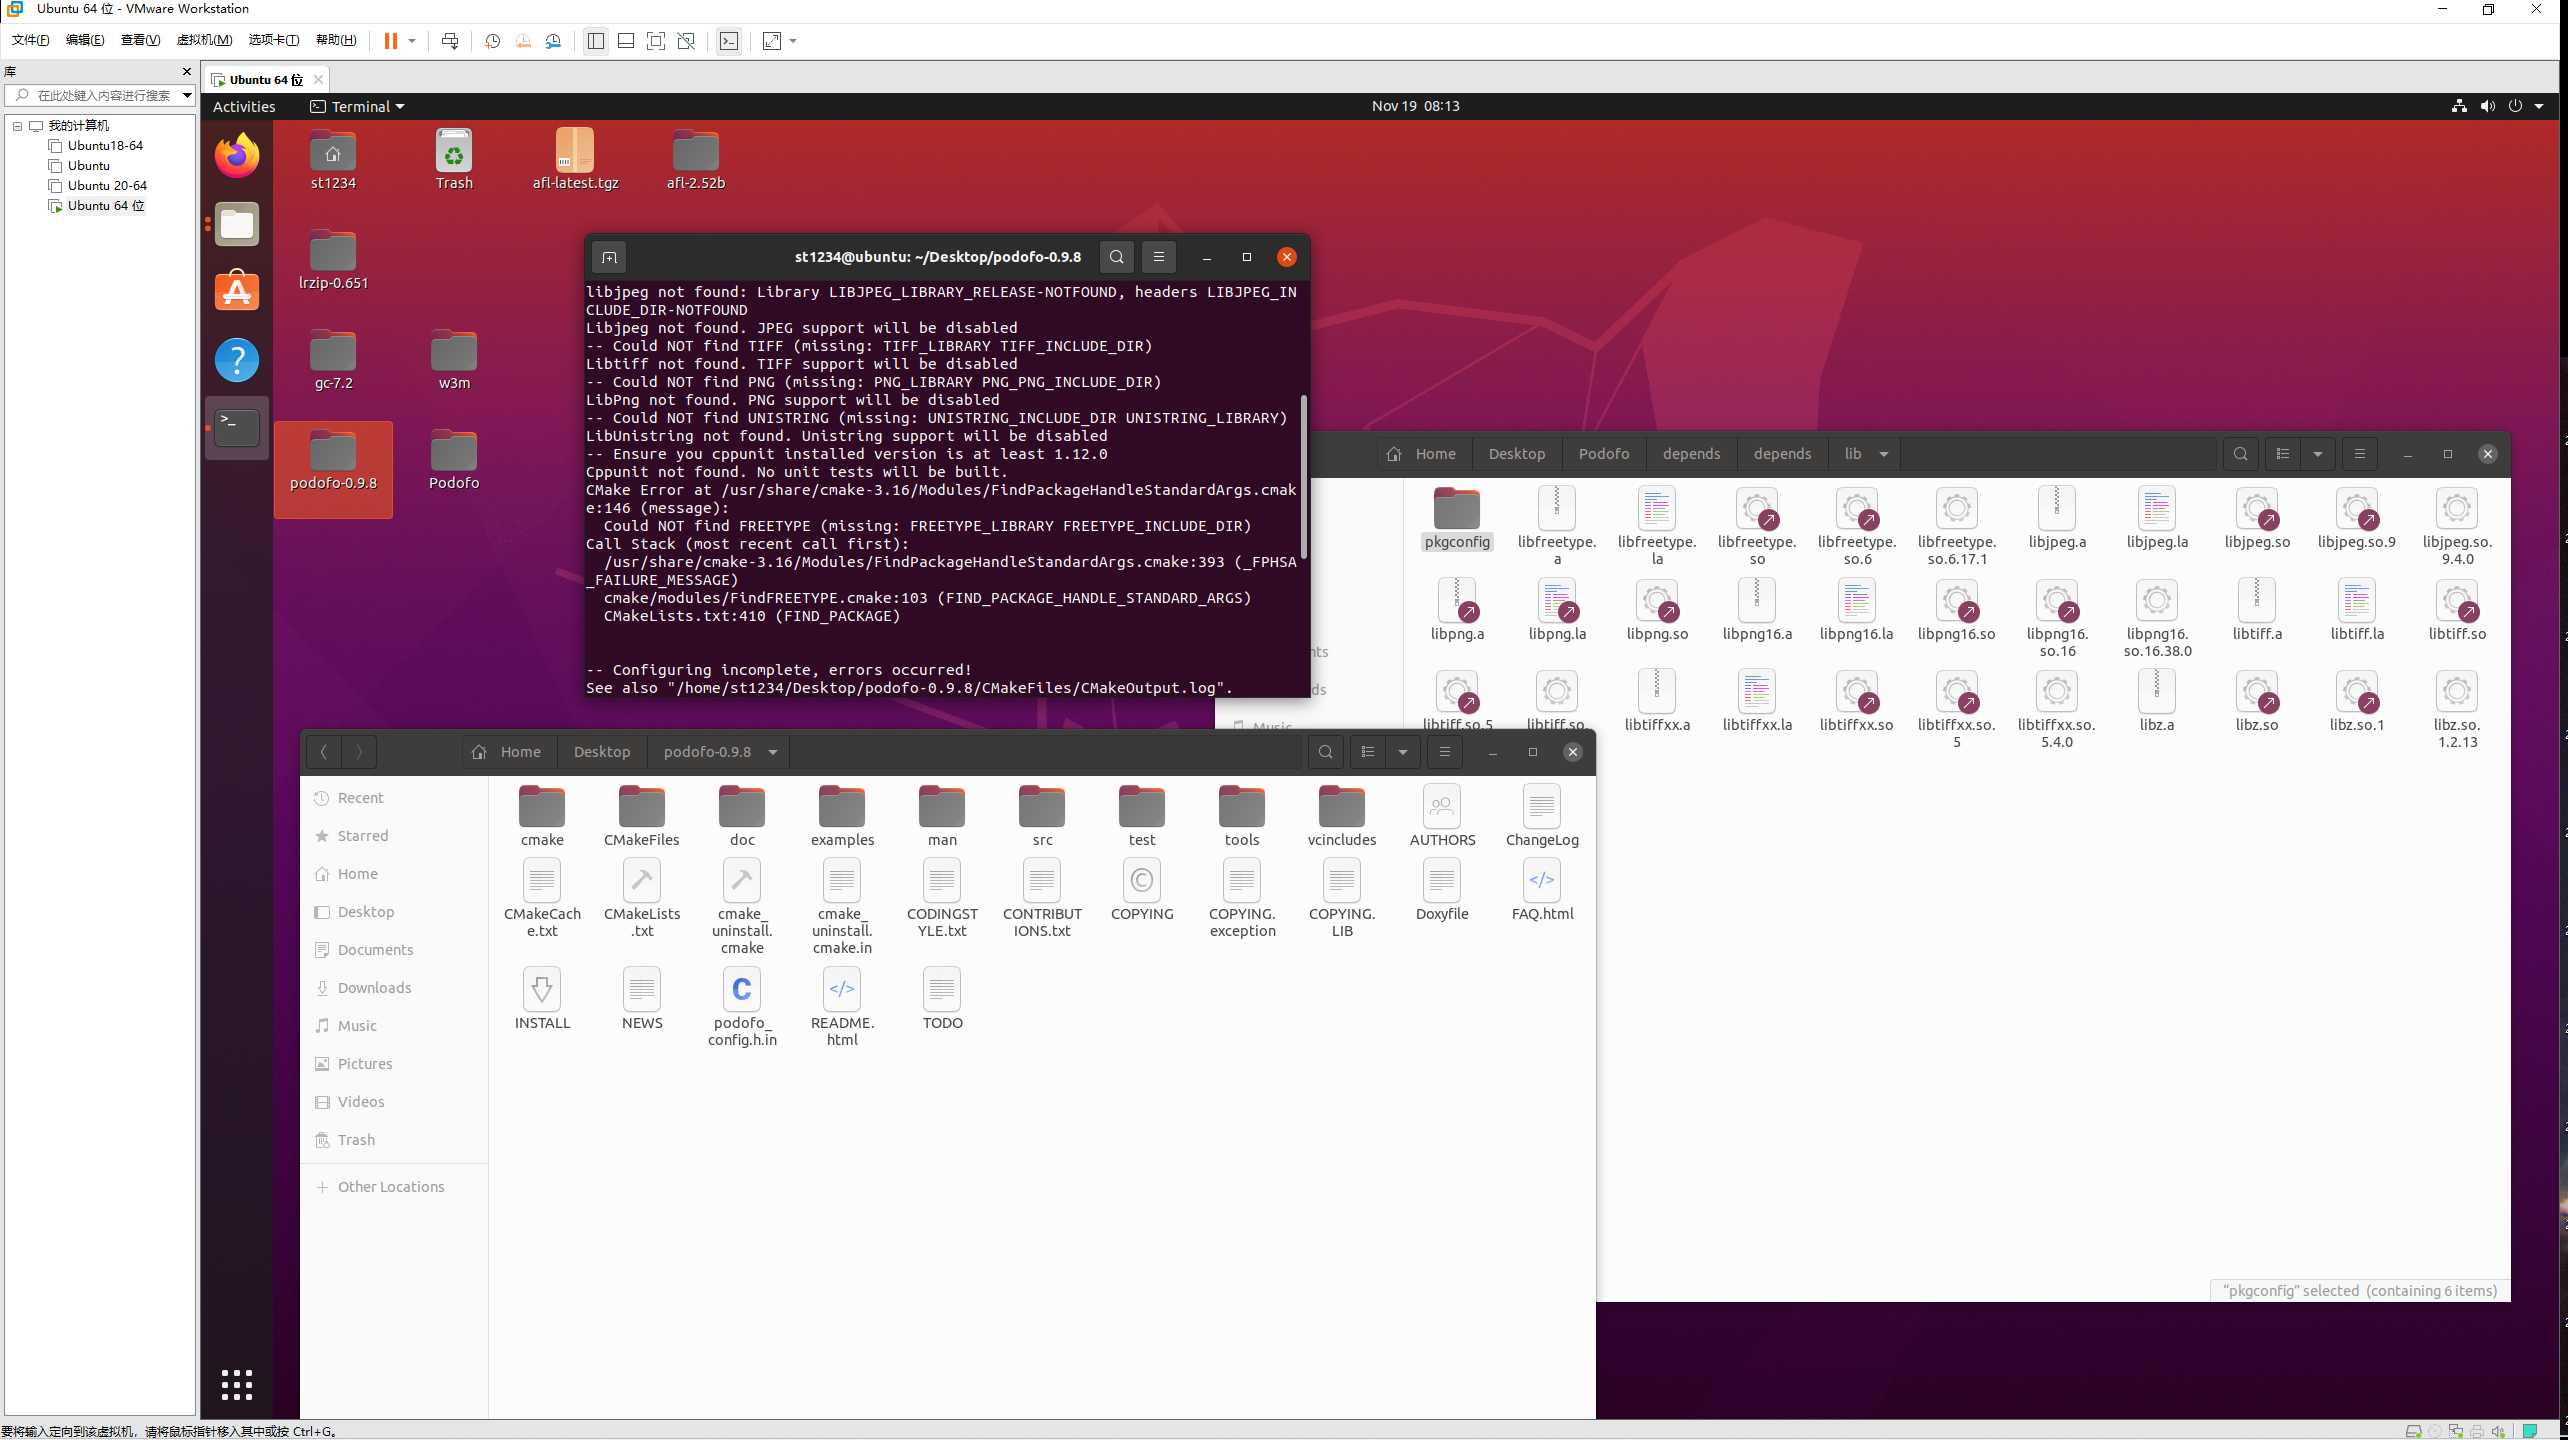 Ubuntu 64 位 - VMware Workstation
文件(F) 编辑(E) 查看(V) 虚拟机(M) 选项卡(T) 帮助(H)
库
在此处键入内容进行搜索
我的计算机
Ubuntu18-64
Ubuntu
Ubuntu 20-64
Ubuntu 64 位
Ubuntu 64 位
Activities Terminal Nov 19 08:13
st1234 Trash afl-latest.tgz afl-2.52b
lrzip-0.651
gc-7.2 w3m
podofo-0.9.8 Podofo
st1234@ubuntu: ~/Desktop/podofo-0.9.8
libjpeg not found: Library LIBJPEG_LIBRARY_RELEASE-NOTFOUND, headers LIBJPEG_IN
CLUDE_DIR-NOTFOUND
Libjpeg not found. JPEG support will be disabled
-- Could NOT find TIFF (missing: TIFF_LIBRARY TIFF_INCLUDE_DIR)
Libtiff not found. TIFF support will be disabled
-- Could NOT find PNG (missing: PNG_LIBRARY PNG_PNG_INCLUDE_DIR)
LibPng not found. PNG support will be disabled
-- Could NOT find UNISTRING (missing: UNISTRING_INCLUDE_DIR UNISTRING_LIBRARY)
LibUnistring not found. Unistring support will be disabled
-- Ensure you cppunit installed version is at least 1.12.0
Cppunit not found. No unit tests will be built.
CMake Error at /usr/share/cmake-3.16/Modules/FindPackageHandleStandardArgs.cmak
e:146 (message):
Could NOT find FREETYPE (missing: FREETYPE_LIBRARY FREETYPE_INCLUDE_DIR)
Call Stack (most recent call first):
/usr/share/cmake-3.16/Modules/FindPackageHandleStandardArgs.cmake:393 (_FPHSA
_FAILURE_MESSAGE)
cmake/modules/FindFREETYPE.cmake:103 (FIND_PACKAGE_HANDLE_STANDARD_ARGS)
CMakeLists.txt:410 (FIND_PACKAGE)
-- Configuring incomplete, errors occurred!
See also "/home/st1234/Desktop/podofo-0.9.8/CMakeFiles/CMakeOutput.log".
Home Desktop Podofo depends depends lib
pkgconfig libfreetype.a libfreetype.la libfreetype.so libfreetype.so.6 libfreetype.so.6.17.1 libjpeg.a libjpeg.la libjpeg.so libjpeg.so.9 libjpeg.so.9.4.0
libpng.a libpng.la libpng.so libpng16.a libpng16.la libpng16.so libpng16.so.16 libpng16.so.16.38.0 libtiff.a libtiff.la libtiff.so
libtiff.so.5 libtiff.so. libtiffxx.a libtiffxx.la libtiffxx.so libtiffxx.so.5 libtiffxx.so.5.4.0 libz.a libz.so libz.so.1 libz.so.1.2.13
Music
"pkgconfig" selected (containing 6 items)
Home Desktop podofo-0.9.8
Recent
Starred
Home
Desktop
Documents
Downloads
Music
Pictures
Videos
Trash
Other Locations
cmake CMakeFiles doc examples man src test tools vcincludes AUTHORS ChangeLog
CMakeCache.txt CMakeLists.txt cmake_uninstall.cmake cmake_uninstall.cmake.in CODINGSTYLE.txt CONTRIBUTIONS.txt COPYING COPYING.exception COPYING.LIB Doxyfile FAQ.html
INSTALL NEWS podofo_config.h.in README.html TODO
要将输入定向到该虚拟机，请将鼠标指针移入其中或按 Ctrl+G。